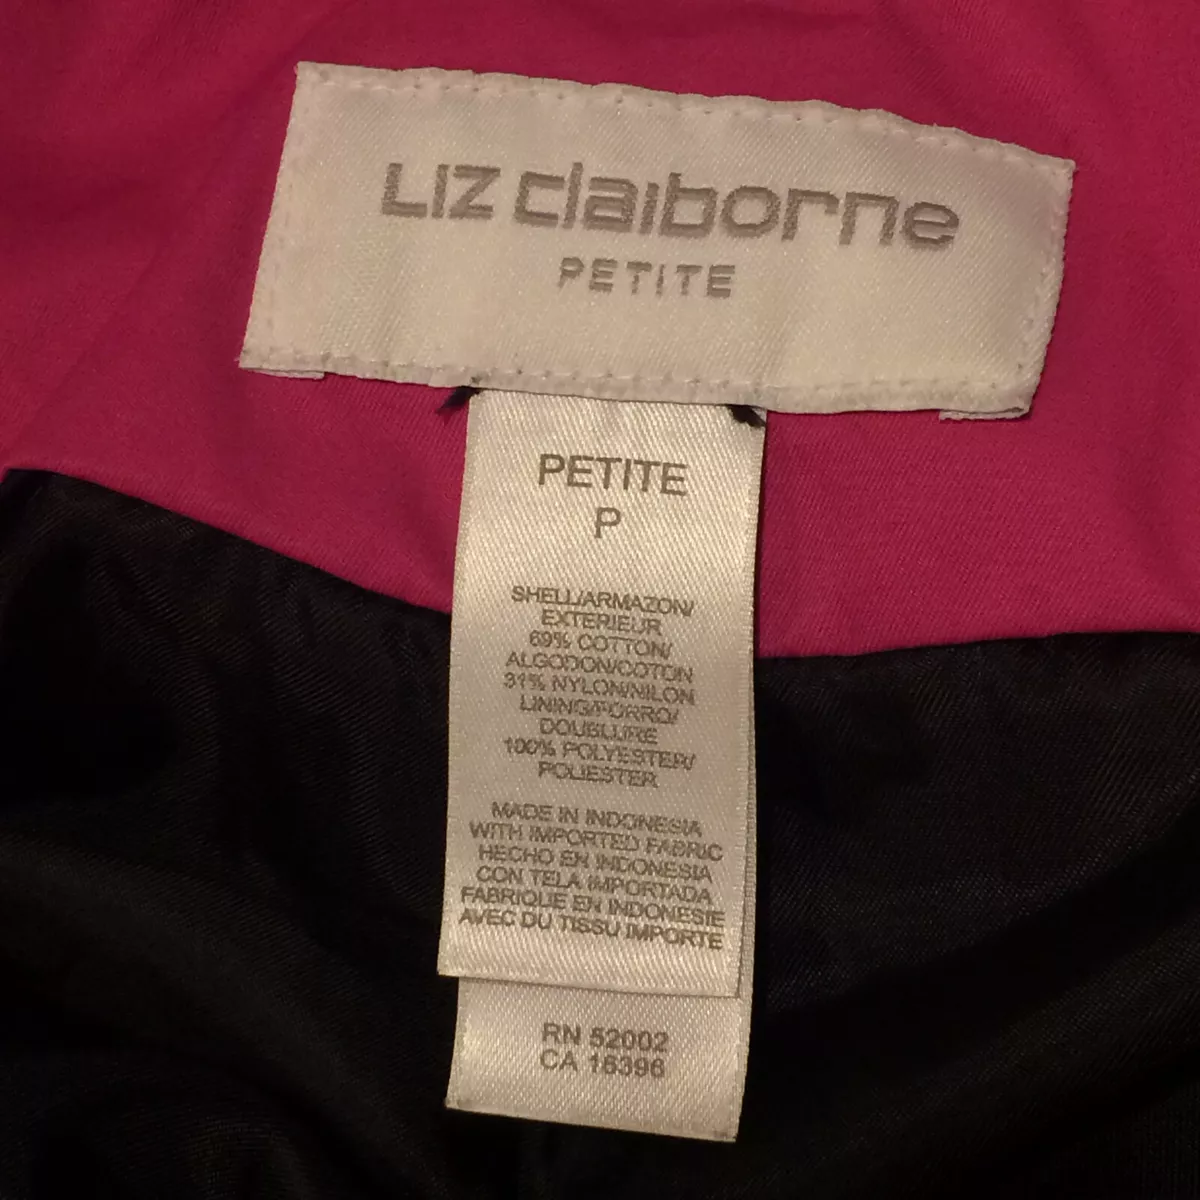 Liz claiborne
PETITE
PETITE
P
SHELL/ARMAZON/
EXTERIEUR
69% COTTON/
ALGODON/COTON
31% NYLON/NILON
LINING/FORRO/
DOUBLURE
100% POLYESTER/
POLIESTER
MADE IN INDONESIA
WITH IMPORTED FABRIC
HECHO EN INDONESIA
CON TELA IMPORTADA
FABRIQUE EN INDONESIE
AVEC DU TISSU IMPORTE
RN 52002
CA 16396